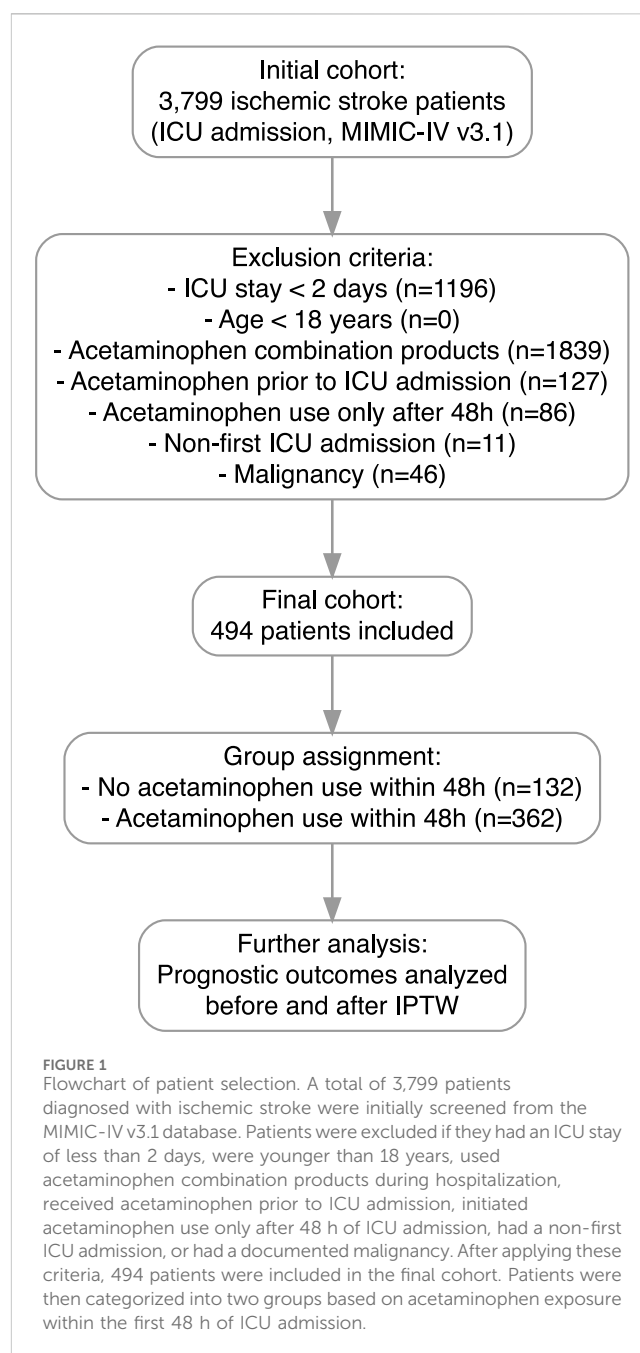 Initial cohort:
3,799 ischemic stroke patients
(ICU admission, MIMIC-IV v3.1)
Exclusion criteria:
- ICU stay < 2 days (n=1196)
- Age < 18 years (n=0)
- Acetaminophen combination products (n=1839)
- Acetaminophen prior to ICU admission (n=127)
- Acetaminophen use only after 48h (n=86)
- Non-first ICU admission (n=11)
- Malignancy (n=46)
Final cohort:
494 patients included
Group assignment:
- No acetaminophen use within 48h (n=132)
- Acetaminophen use within 48h (n=362)
Further analysis:
Prognostic outcomes analyzed
before and after IPTW
FIGURE 1
Flowchart of patient selection. A total of 3,799 patients
diagnosed with ischemic stroke were initially screened from the
MIMIC-IV v3.1 database. Patients were excluded if they had an ICU stay
of less than 2 days, were younger than 18 years, used
acetaminophen combination products during hospitalization,
received acetaminophen prior to ICU admission, initiated
acetaminophen use only after 48 h of ICU admission, had a non-first
ICU admission, or had a documented malignancy. After applying these
criteria, 494 patients were included in the final cohort. Patients were
then categorized into two groups based on acetaminophen exposure
within the first 48 h of ICU admission.